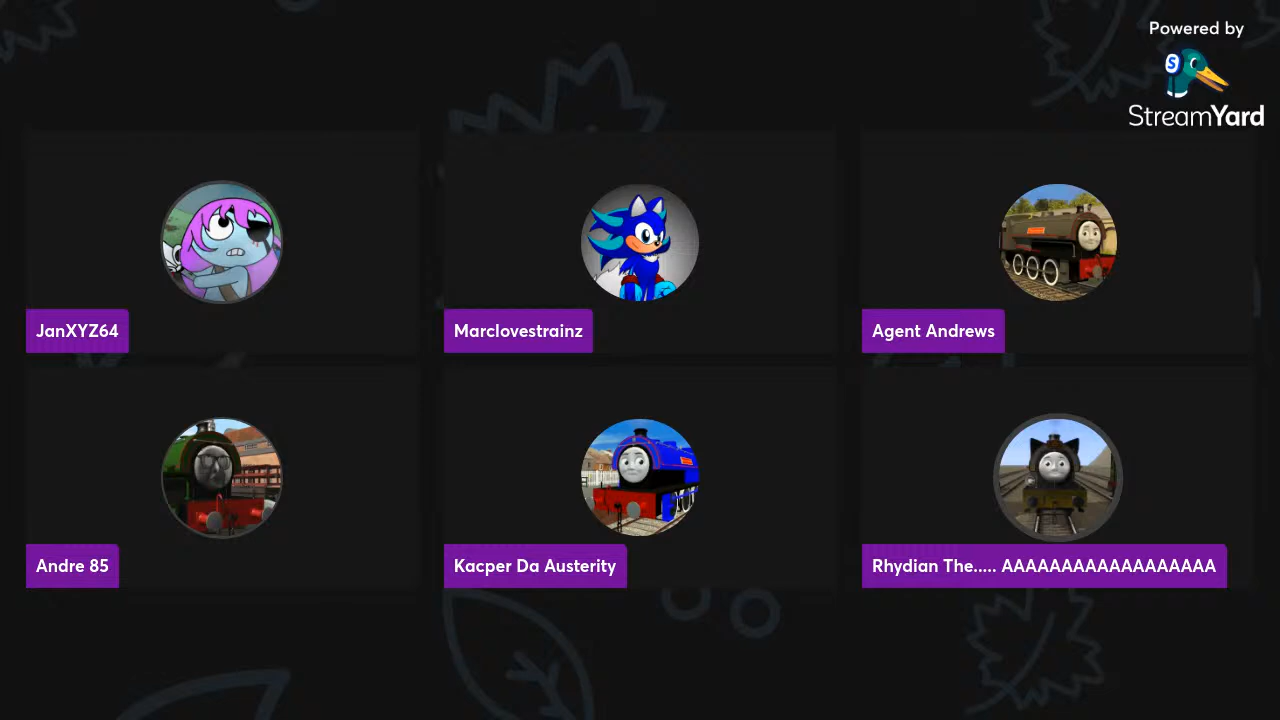 Powered by
StreamYard
JanXYZ64
Marclovestrainz
Agent Andrews
Andre 85
Kacper Da Austerity
Rhydian The..... AAAAAAAAAAAAAAAAAA